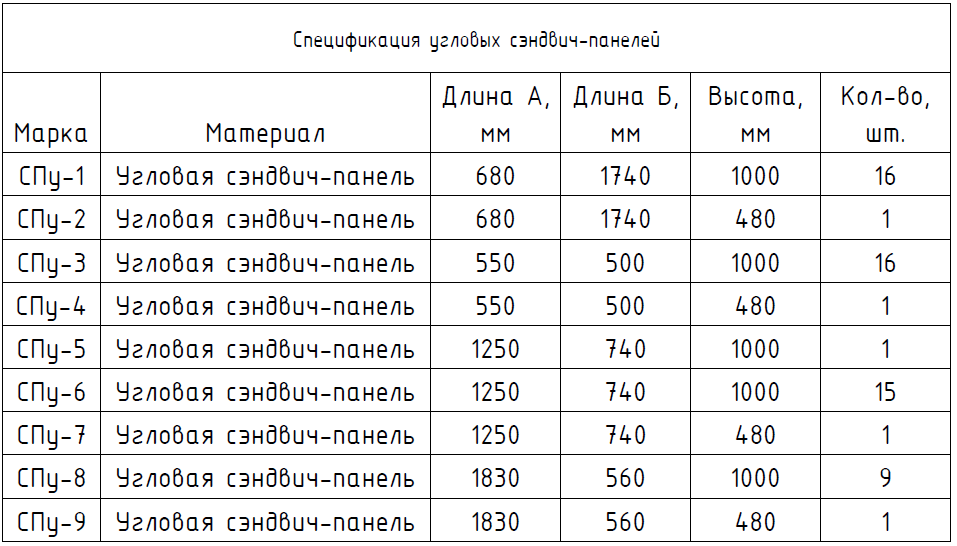 Спецификация угловых сэндвич-панелей
Марка Материал Длина А, мм Длина Б, мм Высота, мм Кол-во, шт.
СПу-1 Угловая сэндвич-панель 680 1740 1000 16
СПу-2 Угловая сэндвич-панель 680 1740 480 1
СПу-3 Угловая сэндвич-панель 550 500 1000 16
СПу-4 Угловая сэндвич-панель 550 500 480 1
СПу-5 Угловая сэндвич-панель 1250 740 1000 1
СПу-6 Угловая сэндвич-панель 1250 740 1000 15
СПу-7 Угловая сэндвич-панель 1250 740 480 1
СПу-8 Угловая сэндвич-панель 1830 560 1000 9
СПу-9 Угловая сэндвич-панель 1830 560 480 1